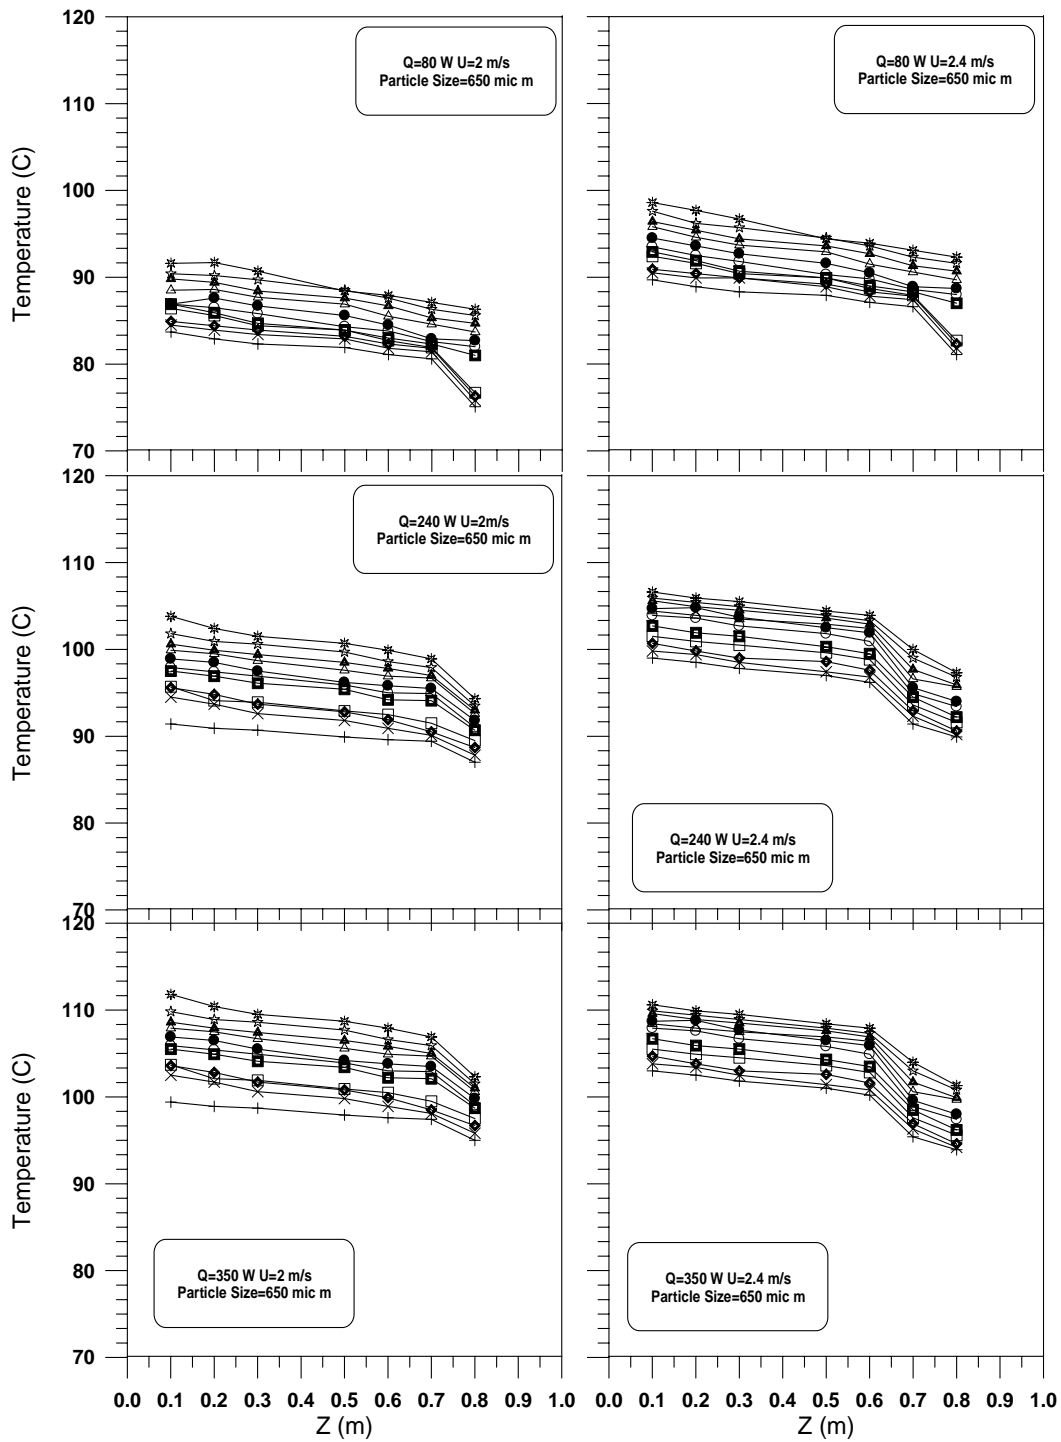 120
110
100
90
80
70
Temperature (C)
Q=80 W U=2 m/s
Particle Size=650 mic m
Q=80 W U=2.4 m/s
Particle Size=650 mic m
120
110
100
90
80
70
Temperature (C)
Q=240 W U=2m/s
Particle Size=650 mic m
Q=240 W U=2.4 m/s
Particle Size=650 mic m
120
110
100
90
80
70
Temperature (C)
Q=350 W U=2 m/s
Particle Size=650 mic m
Q=350 W U=2.4 m/s
Particle Size=650 mic m
0.0 0.1 0.2 0.3 0.4 0.5 0.6 0.7 0.8 0.9 1.0
Z (m)
0.0 0.1 0.2 0.3 0.4 0.5 0.6 0.7 0.8 0.9 1.0
Z (m)